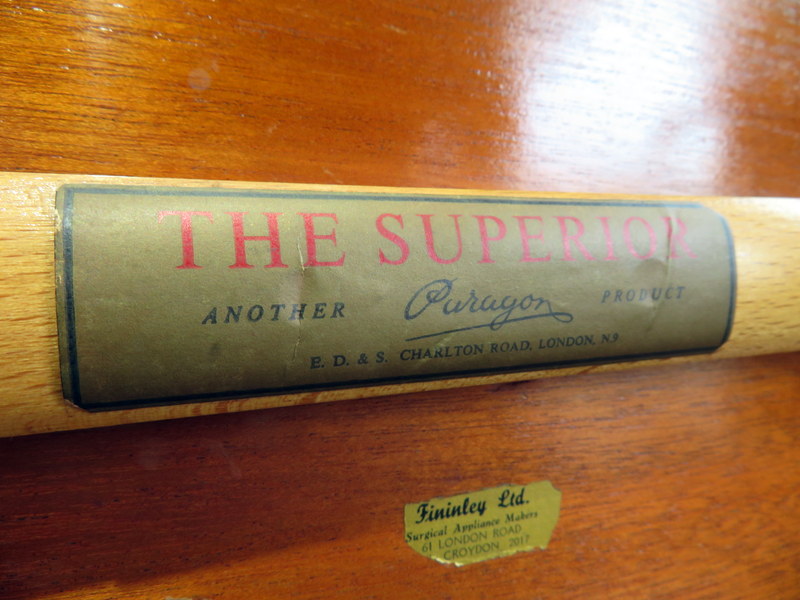 THE SUPERIOR
ANOTHER Paragon PRODUCT
E. D. & S. CHARLTON ROAD, LONDON, N.9
Fininley Ltd.
Surgical Appliance Makers
61 LONDON ROAD
CROYDON, 2017